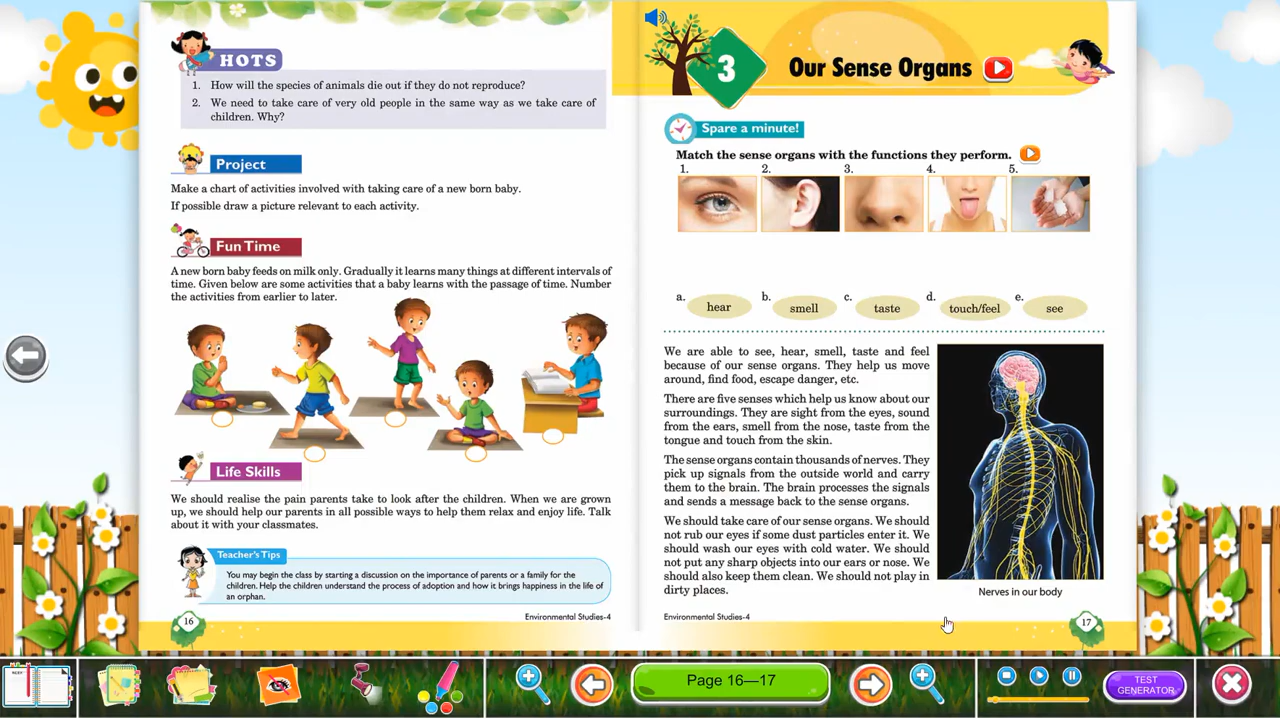 HOTS
1. How will the species of animals die out if they do not reproduce?
2. We need to take care of very old people in the same way as we take care of
children. Why?
Project
Make a chart of activities involved with taking care of a new born baby.
If possible draw a picture relevant to each activity.
Fun Time
A new born baby feeds on milk only. Gradually it learns many things at different intervals of
time. Given below are some activities that a baby learns with the passage of time. Number
the activities from earlier to later.
Life Skills
We should realise the pain parents take to look after the children. When we are grown
up, we should help our parents in all possible ways to help them relax and enjoy life. Talk
about it with your classmates.
Teacher's Tips
You may begin the class by starting a discussion on the importance of parents or a family for the
children. Help the children understand the process of adoption and how it brings happiness in the life of
an orphan.
16
Environmental Studies-4
3
Our Sense Organs
Spare a minute!
Match the sense organs with the functions they perform.
1. 2. 3. 4. 5.
a. hear b. smell c. taste d. touch/feel e. see
We are able to see, hear, smell, taste and feel
because of our sense organs. They help us move
around, find food, escape danger, etc.
There are five senses which help us know about our
surroundings. They are sight from the eyes, sound
from the ears, smell from the nose, taste from the
tongue and touch from the skin.
The sense organs contain thousands of nerves. They
pick up signals from the outside world and carry
them to the brain. The brain processes the signals
and sends a message back to the sense organs.
We should take care of our sense organs. We should
not rub our eyes if some dust particles enter it. We
should wash our eyes with cold water. We should
not put any sharp objects into our ears or nose. We
should also keep them clean. We should not play in
dirty places.
Nerves in our body
Environmental Studies-4
17
Page 16—17
TEST
GENERATOR